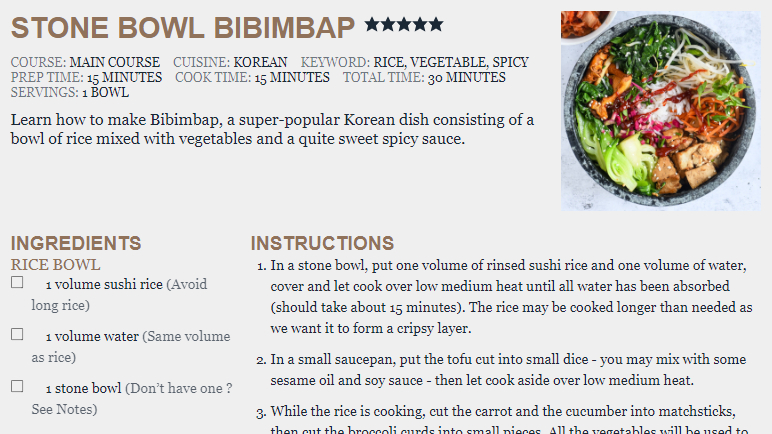 STONE BOWL BIBIMBAP ★★★★★
COURSE: MAIN COURSE CUISINE: KOREAN KEYWORD: RICE, VEGETABLE, SPICY
PREP TIME: 15 MINUTES COOK TIME: 15 MINUTES TOTAL TIME: 30 MINUTES
SERVINGS: 1 BOWL
Learn how to make Bibimbap, a super-popular Korean dish consisting of a
bowl of rice mixed with vegetables and a quite sweet spicy sauce.
INGREDIENTS
RICE BOWL
☐ 1 volume sushi rice (Avoid
long rice)
☐ 1 volume water (Same volume
as rice)
☐ 1 stone bowl (Don’t have one ?
See Notes)
INSTRUCTIONS
1. In a stone bowl, put one volume of rinsed sushi rice and one volume of water,
cover and let cook over low medium heat until all water has been absorbed
(should take about 15 minutes). The rice may be cooked longer than needed as
we want it to form a cripsy layer.
2. In a small saucepan, put the tofu cut into small dice - you may mix with some
sesame oil and soy sauce - then let cook aside over low medium heat.
3. While the rice is cooking, cut the carrot and the cucumber into matchsticks,
then cut the broccoli curds into small pieces. All the vegetables will be used to